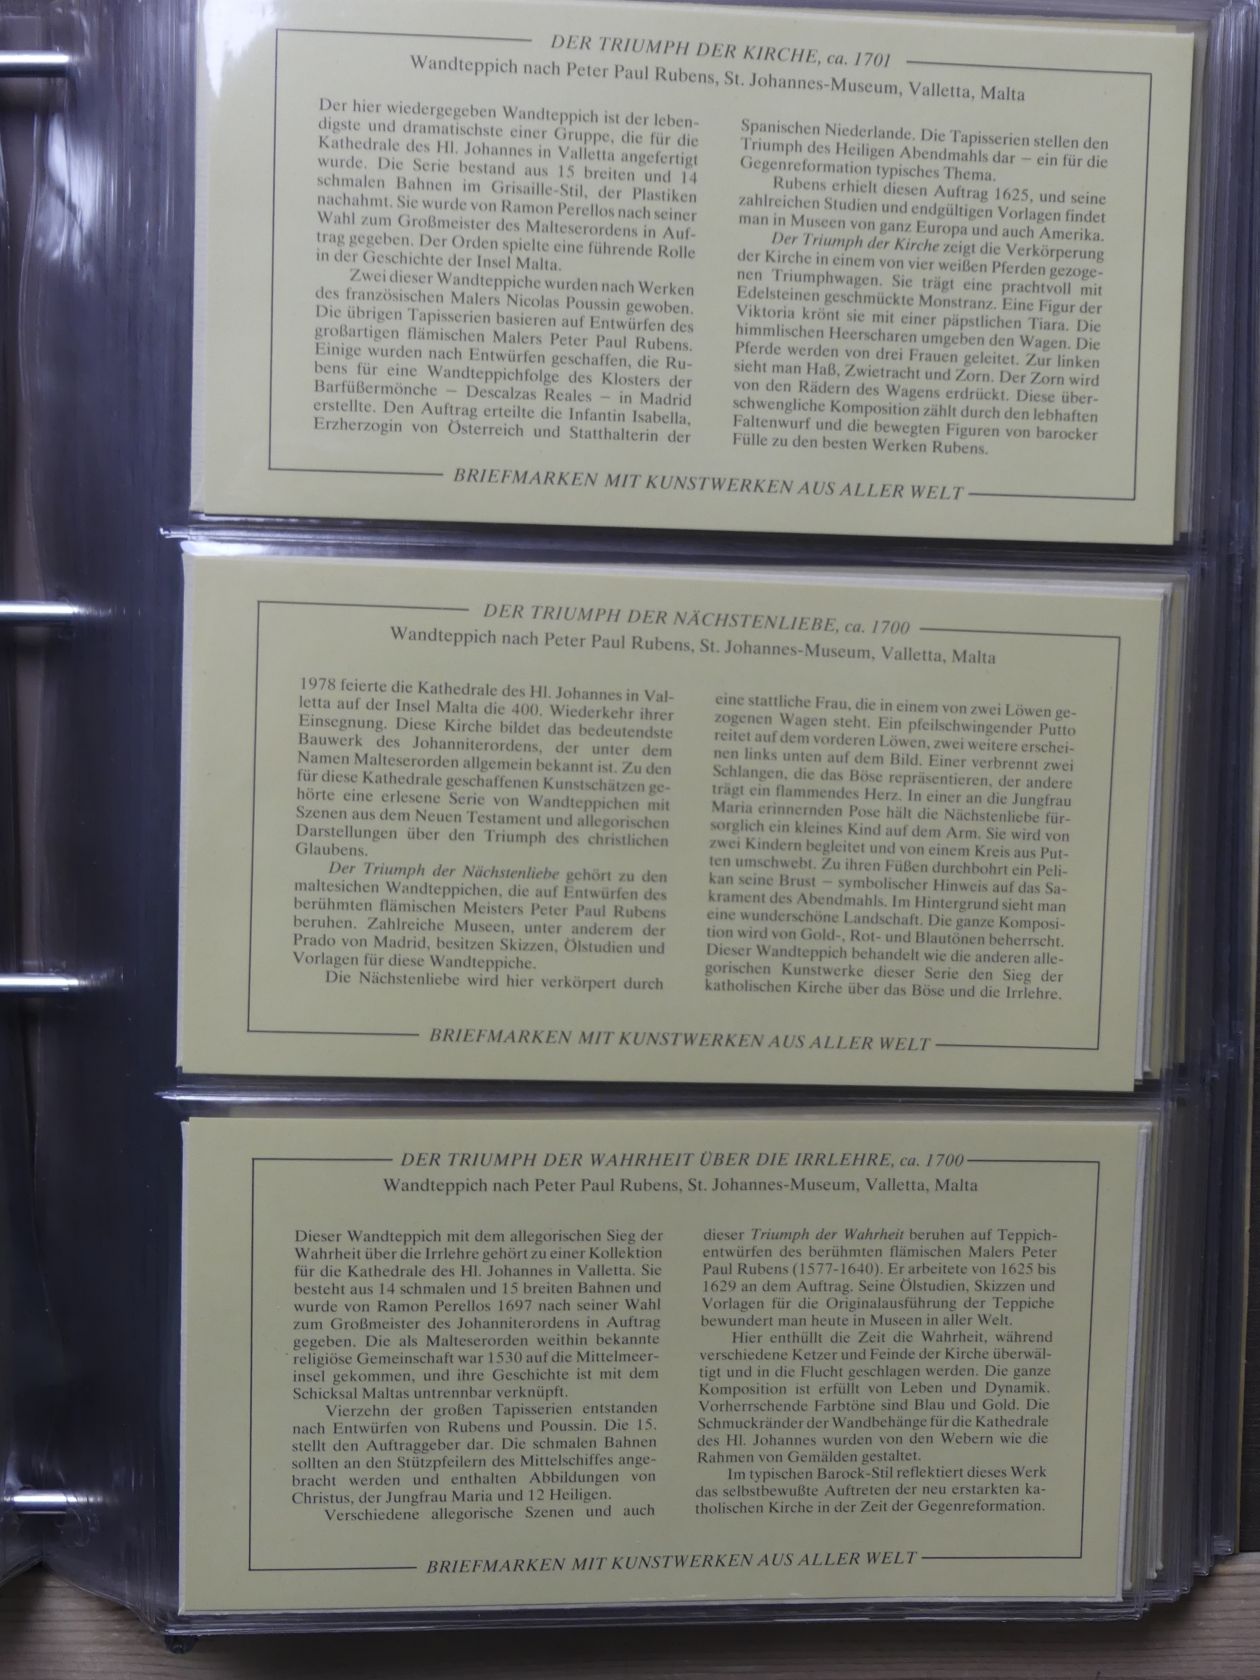 DER TRIUMPH DER KIRCHE, ca. 1701
Wandteppich nach Peter Paul Rubens, St. Johannes-Museum, Valletta, Malta
Der hier wiedergegeben Wandteppich ist der leben-
digste und dramatischste einer Gruppe, die für die
Kathedrale des Hl. Johannes in Valletta angefertigt
wurde. Die Serie bestand aus 15 breiten und 14
schmalen Bahnen im Grisaille-Stil, der Plastiken
nachahmt. Sie wurde von Ramon Perellos nach seiner
Wahl zum Großmeister des Malteserordens in Auf-
trag gegeben. Der Orden spielte eine führende Rolle
in der Geschichte der Insel Malta.
Zwei dieser Wandteppiche wurden nach Werken
des französischen Malers Nicolas Poussin gewoben.
Die übrigen Tapisserien basieren auf Entwürfen des
großartigen flämischen Malers Peter Paul Rubens.
Einige wurden nach Entwürfen geschaffen, die Ru-
bens für eine Wandteppichfolge des Klosters der
Barfüßermönche – Descalzas Reales – in Madrid
erstellte. Den Auftrag erteilte die Infantin Isabella,
Erzherzogin von Österreich und Statthalterin der
Spanischen Niederlande. Die Tapisserien stellen den
Triumph des Heiligen Abendmahls dar – ein für die
Gegenreformation typisches Thema.
Rubens erhielt diesen Auftrag 1625, und seine
zahlreichen Studien und endgültigen Vorlagen findet
man in Museen von ganz Europa und auch Amerika.
Der Triumph der Kirche zeigt die Verkörperung
der Kirche in einem von vier weißen Pferden gezoge-
nen Triumphwagen. Sie trägt eine prachtvoll mit
Edelsteinen geschmückte Monstranz. Eine Figur der
Viktoria krönt sie mit einer päpstlichen Tiara. Die
himmlischen Heerscharen umgeben den Wagen. Die
Pferde werden von drei Frauen geleitet. Zur linken
sieht man Haß, Zwietracht und Zorn. Der Zorn wird
von den Rädern des Wagens erdrückt. Diese über-
schwengliche Komposition zählt durch den lebhaften
Faltenwurf und die bewegten Figuren von barocker
Fülle zu den besten Werken Rubens.
BRIEFMARKEN MIT KUNSTWERKEN AUS ALLER WELT
DER TRIUMPH DER NÄCHSTENLIEBE, ca. 1700
Wandteppich nach Peter Paul Rubens, St. Johannes-Museum, Valletta, Malta
1978 feierte die Kathedrale des Hl. Johannes in Val-
letta auf der Insel Malta die 400. Wiederkehr ihrer
Einsegnung. Diese Kirche bildet das bedeutendste
Bauwerk des Johanniterordens, der unter dem
Namen Malteserorden allgemein bekannt ist. Zu den
für diese Kathedrale geschaffenen Kunstschätzen ge-
hörte eine erlesene Serie von Wandteppichen mit
Szenen aus dem Neuen Testament und allegorischen
Darstellungen über den Triumph des christlichen
Glaubens.
Der Triumph der Nächstenliebe gehört zu den
maltesichen Wandteppichen, die auf Entwürfen des
berühmten flämischen Meisters Peter Paul Rubens
beruhen. Zahlreiche Museen, unter anderem der
Prado von Madrid, besitzen Skizzen, Ölstudien und
Vorlagen für diese Wandteppiche.
Die Nächstenliebe wird hier verkörpert durch
eine stattliche Frau, die in einem von zwei Löwen ge-
zogenen Wagen steht. Ein pfeilschwingender Putto
reitet auf dem vorderen Löwen, zwei weitere erschei-
nen links unten auf dem Bild. Einer verbrennt zwei
Schlangen, die das Böse repräsentieren, der andere
trägt ein flammendes Herz. In einer an die Jungfrau
Maria erinnernden Pose hält die Nächstenliebe für-
sorglich ein kleines Kind auf dem Arm. Sie wird von
zwei Kindern begleitet und von einem Kreis aus Put-
ten umschwebt. Zu ihren Füßen durchbohrt ein Peli-
kan seine Brust – symbolischer Hinweis auf das Sa-
krament des Abendmahls. Im Hintergrund sieht man
eine wunderschöne Landschaft. Die ganze Komposi-
tion wird von Gold-, Rot- und Blautönen beherrscht.
Dieser Wandteppich behandelt wie die anderen alle-
gorischen Kunstwerke dieser Serie den Sieg der
katholischen Kirche über das Böse und die Irrlehre.
BRIEFMARKEN MIT KUNSTWERKEN AUS ALLER WELT
DER TRIUMPH DER WAHRHEIT ÜBER DIE IRRLEHRE, ca. 1700
Wandteppich nach Peter Paul Rubens, St. Johannes-Museum, Valletta, Malta
Dieser Wandteppich mit dem allegorischen Sieg der
Wahrheit über die Irrlehre gehört zu einer Kollektion
für die Kathedrale des Hl. Johannes in Valletta. Sie
besteht aus 14 schmalen und 15 breiten Bahnen und
wurde von Ramon Perellos 1697 nach seiner Wahl
zum Großmeister des Johanniterordens in Auftrag
gegeben. Die als Malteserorden weithin bekannte
religiöse Gemeinschaft war 1530 auf die Mittelmeer-
insel gekommen, und ihre Geschichte ist mit dem
Schicksal Maltas untrennbar verknüpft.
Vierzehn der großen Tapisserien entstanden
nach Entwürfen von Rubens und Poussin. Die 15.
stellt den Auftraggeber dar. Die schmalen Bahnen
sollten an den Stützpfeilern des Mittelschiffes ange-
bracht werden und enthalten Abbildungen von
Christus, der Jungfrau Maria und 12 Heiligen.
Verschiedene allegorische Szenen und auch
dieser Triumph der Wahrheit beruhen auf Teppich-
entwürfen des berühmten flämischen Malers Peter
Paul Rubens (1577-1640). Er arbeitete von 1625 bis
1629 an dem Auftrag. Seine Ölstudien, Skizzen und
Vorlagen für die Originalausführung der Teppiche
bewundert man heute in Museen in aller Welt.
Hier enthüllt die Zeit die Wahrheit, während
verschiedene Ketzer und Feinde der Kirche überwäl-
tigt und in die Flucht geschlagen werden. Die ganze
Komposition ist erfüllt von Leben und Dynamik.
Vorherrschende Farbtöne sind Blau und Gold. Die
Schmuckränder der Wandbehänge für die Kathedrale
des Hl. Johannes wurden von den Webern wie die
Rahmen von Gemälden gestaltet.
Im typischen Barock-Stil reflektiert dieses Werk
das selbstbewußte Auftreten der neu erstarkten ka-
tholischen Kirche in der Zeit der Gegenreformation.
BRIEFMARKEN MIT KUNSTWERKEN AUS ALLER WELT